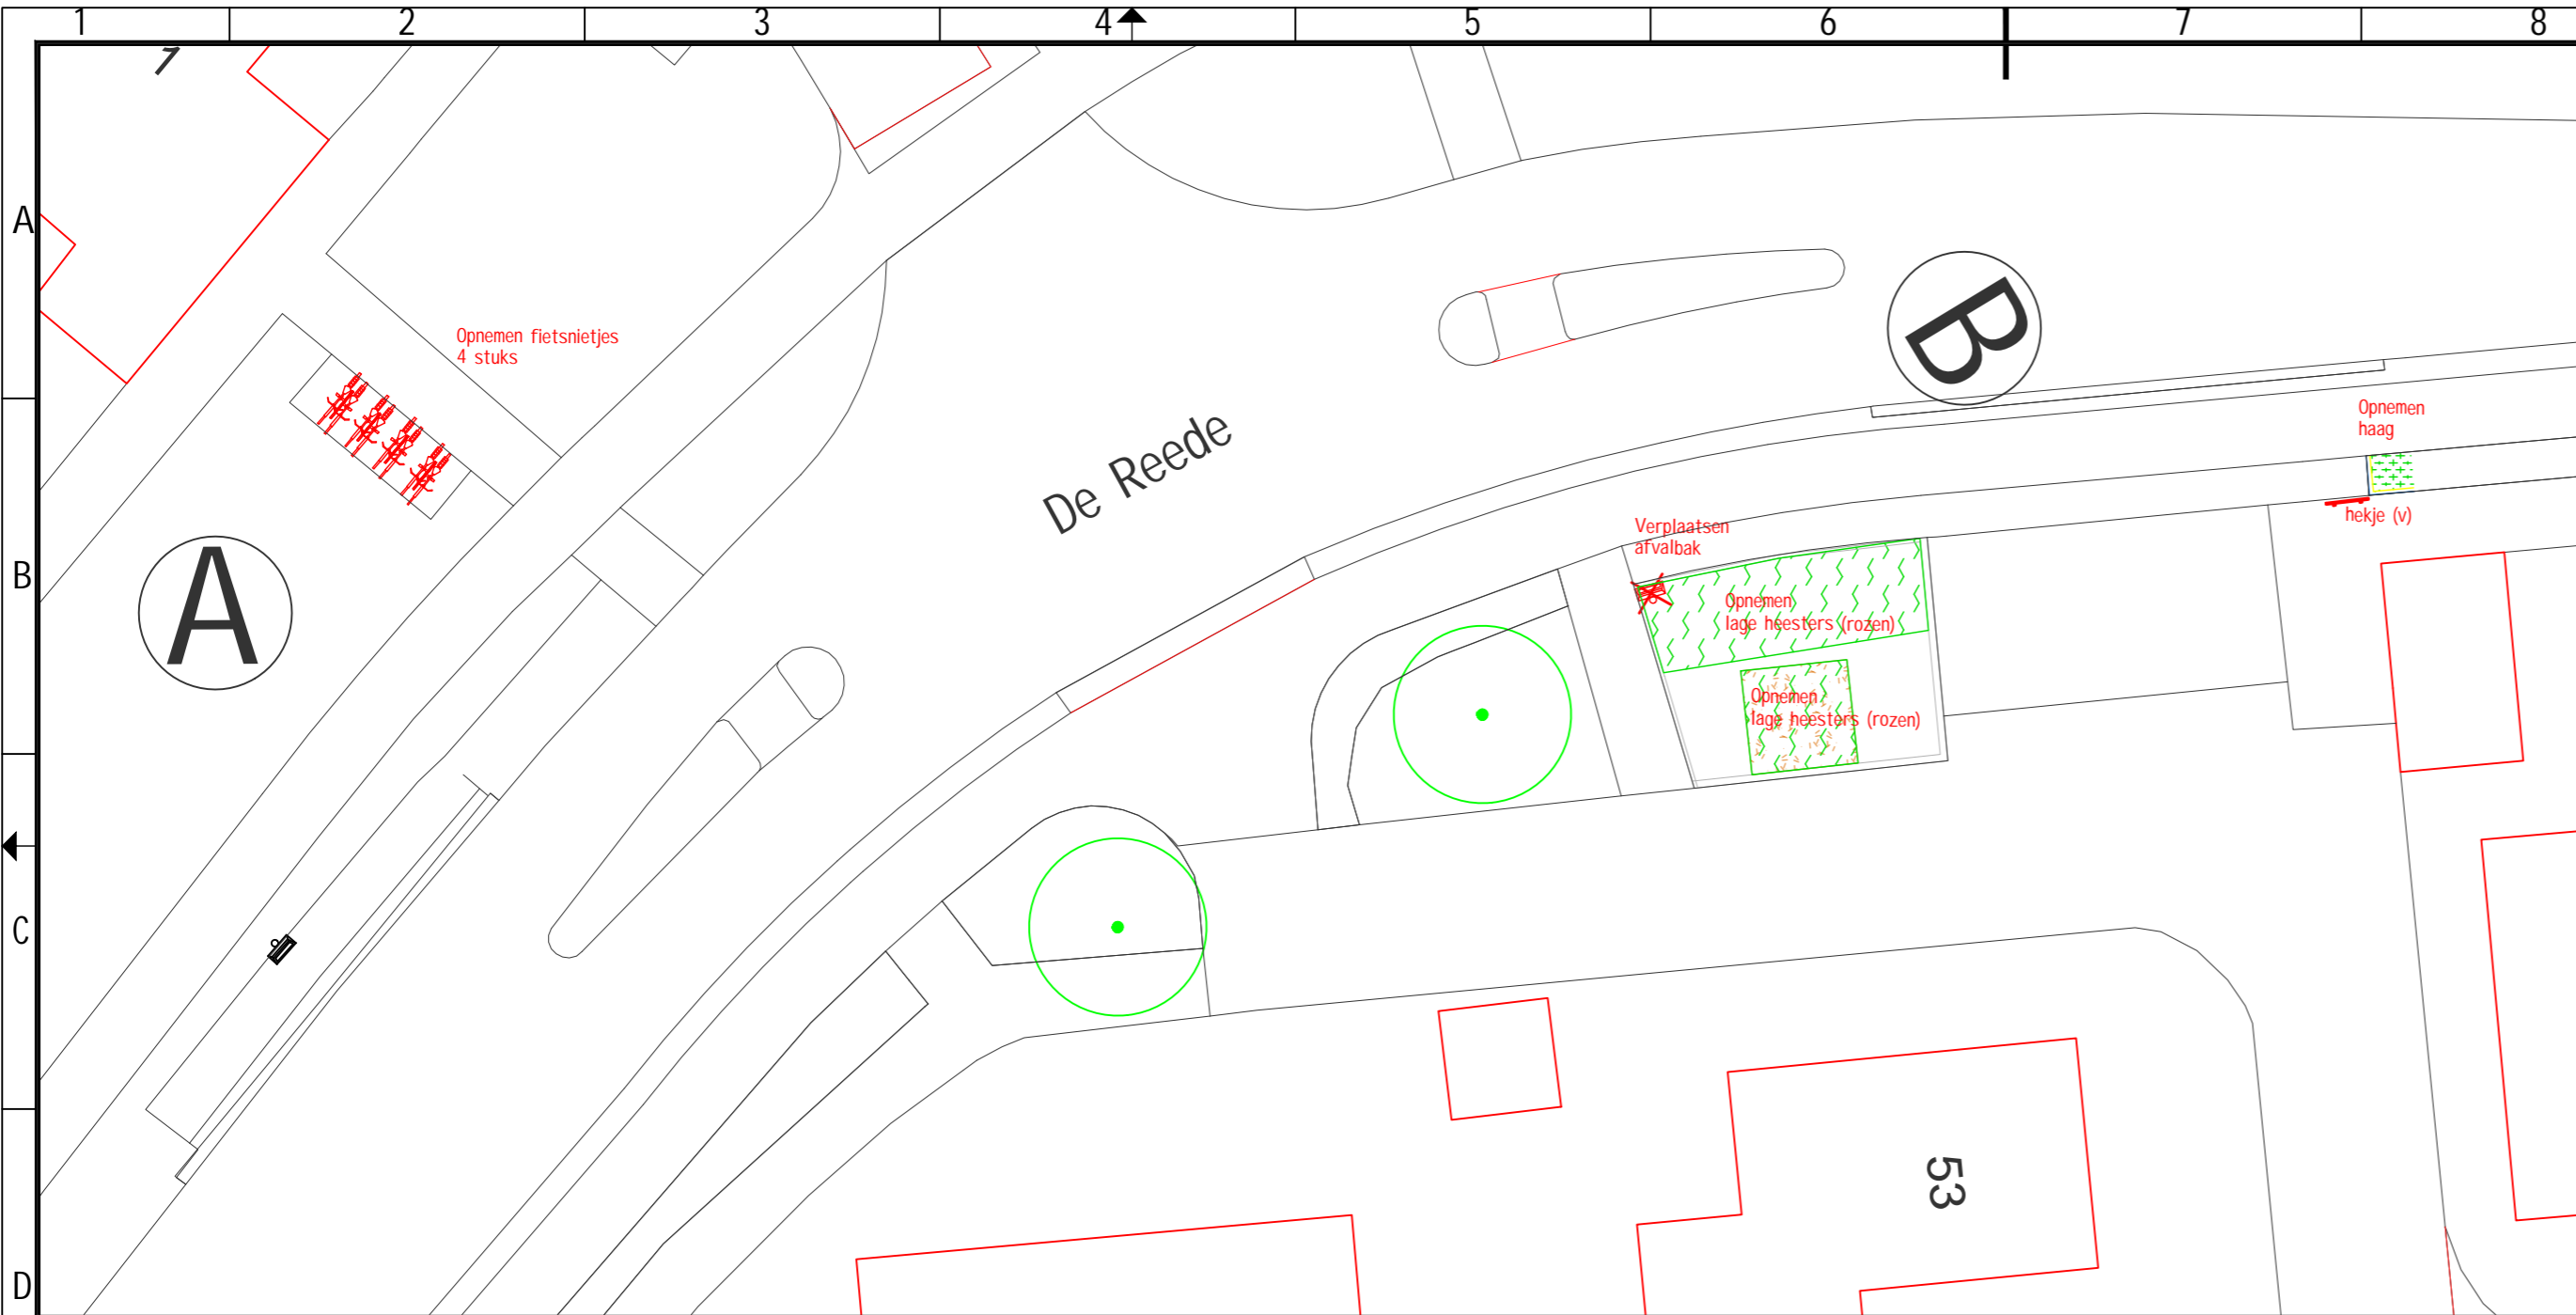 1 2 3 4 5 6 7 8
A
B
C
D
1
Opnemen fietsnietjes
4 stuks
B
De Reede
Opnemen
haag
hekje (v)
A
Verplaatsen
afvalbak
Opnemen
lage heesters (rozen)
Opnemen
lage heesters (rozen)
53